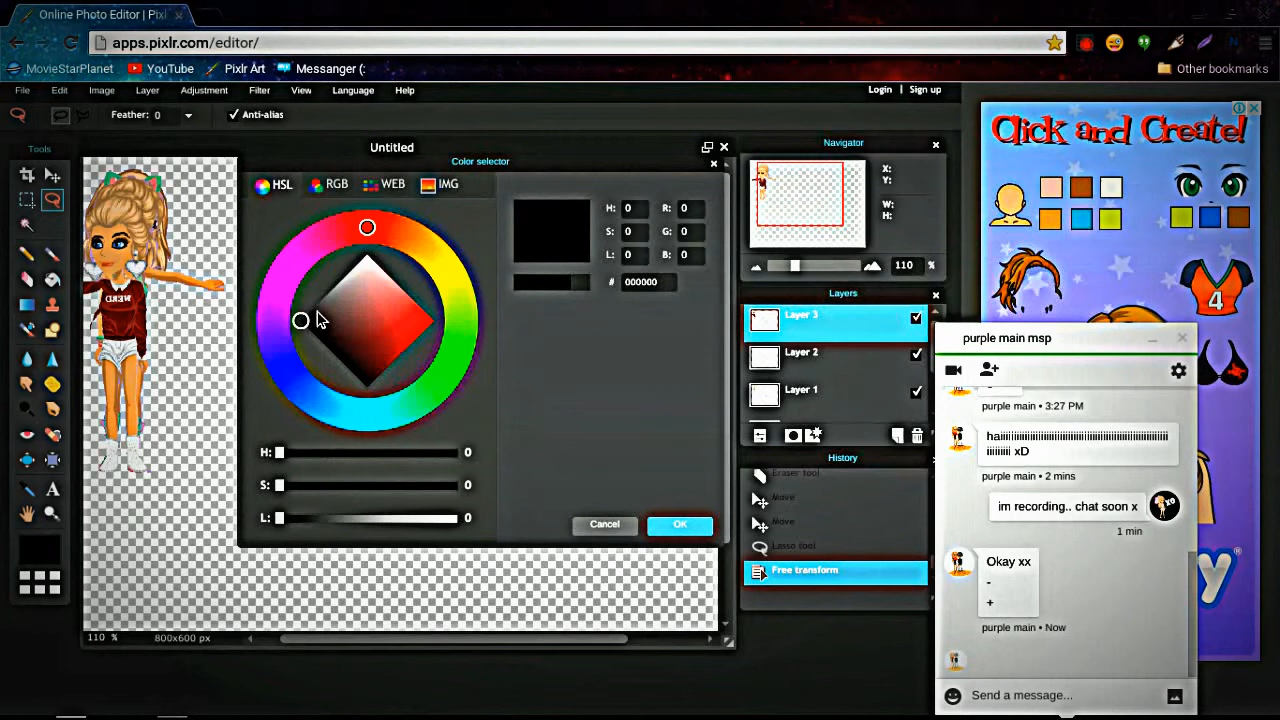 Online Photo Editor | Pixl
apps.pixlr.com/editor/
MovieStarPlanet YouTube Pixlr Art Messanger (: Other bookmarks
File Edit Image Layer Adjustment Filter View Language Help Login | Sign up
Feather: 0 Anti-alias
Tools
Untitled
Color selector
HSL RGB WEB IMG
H: 0 R: 0
S: 0 G: 0
L: 0 B: 0
# 000000
H: 0
S: 0
L: 0
Cancel OK
110 % 800x600 px
A
WERD
Navigator
X:
Y:
W:
H:
110 %
Layers
Layer 3
Layer 2
Layer 1
History
Eraser tool
Move
Move
Lasso tool
Free transform
Click and Create!
4
purple main msp
purple main • 3:27 PM
purple main • 2 mins
im recording.. chat soon x
1 min
Okay xx
-
+
purple main • Now
Send a message...
y®